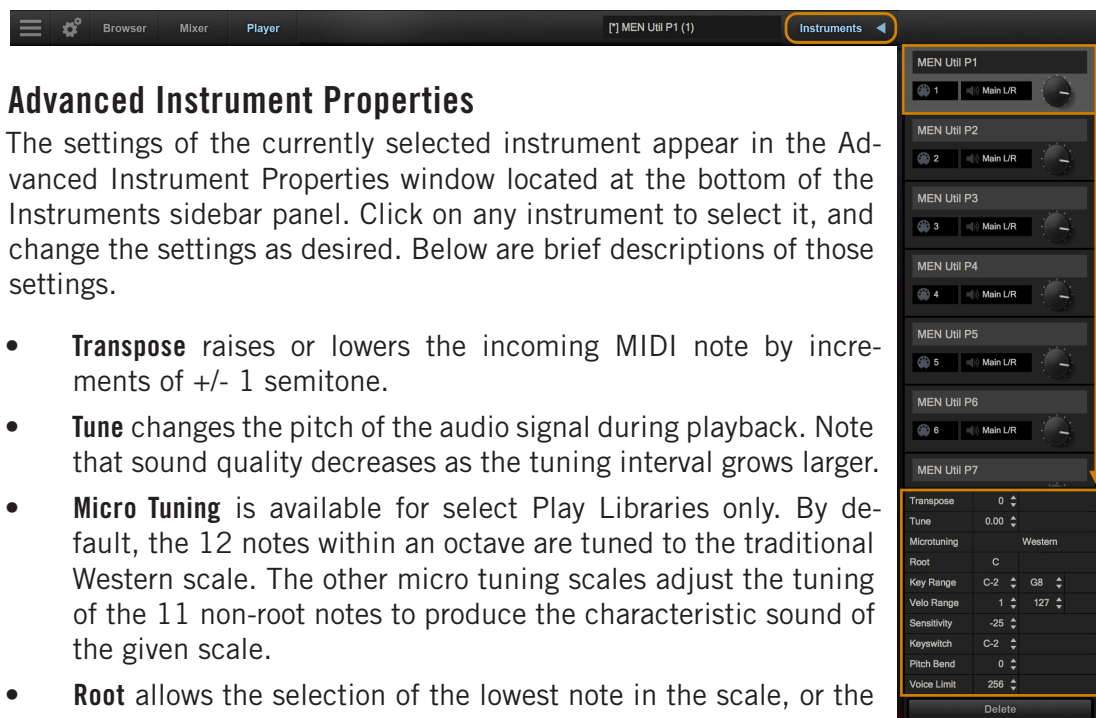 Browser Mixer Player [*] MEN Util P1 (1) Instruments
Advanced Instrument Properties
The settings of the currently selected instrument appear in the Ad-
vanced Instrument Properties window located at the bottom of the
Instruments sidebar panel. Click on any instrument to select it, and
change the settings as desired. Below are brief descriptions of those
settings.
• Transpose raises or lowers the incoming MIDI note by incre-
ments of +/- 1 semitone.
• Tune changes the pitch of the audio signal during playback. Note
that sound quality decreases as the tuning interval grows larger.
• Micro Tuning is available for select Play Libraries only. By de-
fault, the 12 notes within an octave are tuned to the traditional
Western scale. The other micro tuning scales adjust the tuning
of the 11 non-root notes to produce the characteristic sound of
the given scale.
• Root allows the selection of the lowest note in the scale, or the
MEN Util P1
1 Main L/R
MEN Util P2
2 Main L/R
MEN Util P3
3 Main L/R
MEN Util P4
4 Main L/R
MEN Util P5
5 Main L/R
MEN Util P6
6 Main L/R
MEN Util P7
Transpose 0
Tune 0.00
Microtuning Western
Root C
Key Range C-2 G8
Velo Range 1 127
Sensitivity -25
Keyswitch C-2
Pitch Bend 0
Voice Limit 256
Delete